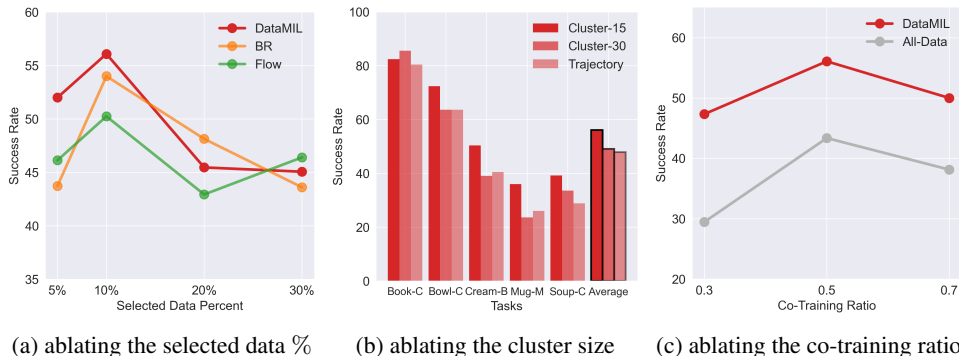 60
55
50
45
40
35
Success Rate
5%
10%
20%
30%
Selected Data Percent
DataMIL
BR
Flow
(a) ablating the selected data %
100
80
60
40
20
0
Success Rate
Book-C
Bowl-C
Cream-B
Mug-M
Soup-C
Average
Tasks
Cluster-15
Cluster-30
Trajectory
(b) ablating the cluster size
60
50
40
30
20
Success Rate
0.3
0.5
0.7
Co-Training Ratio
DataMIL
All-Data
(c) ablating the co-training ratio